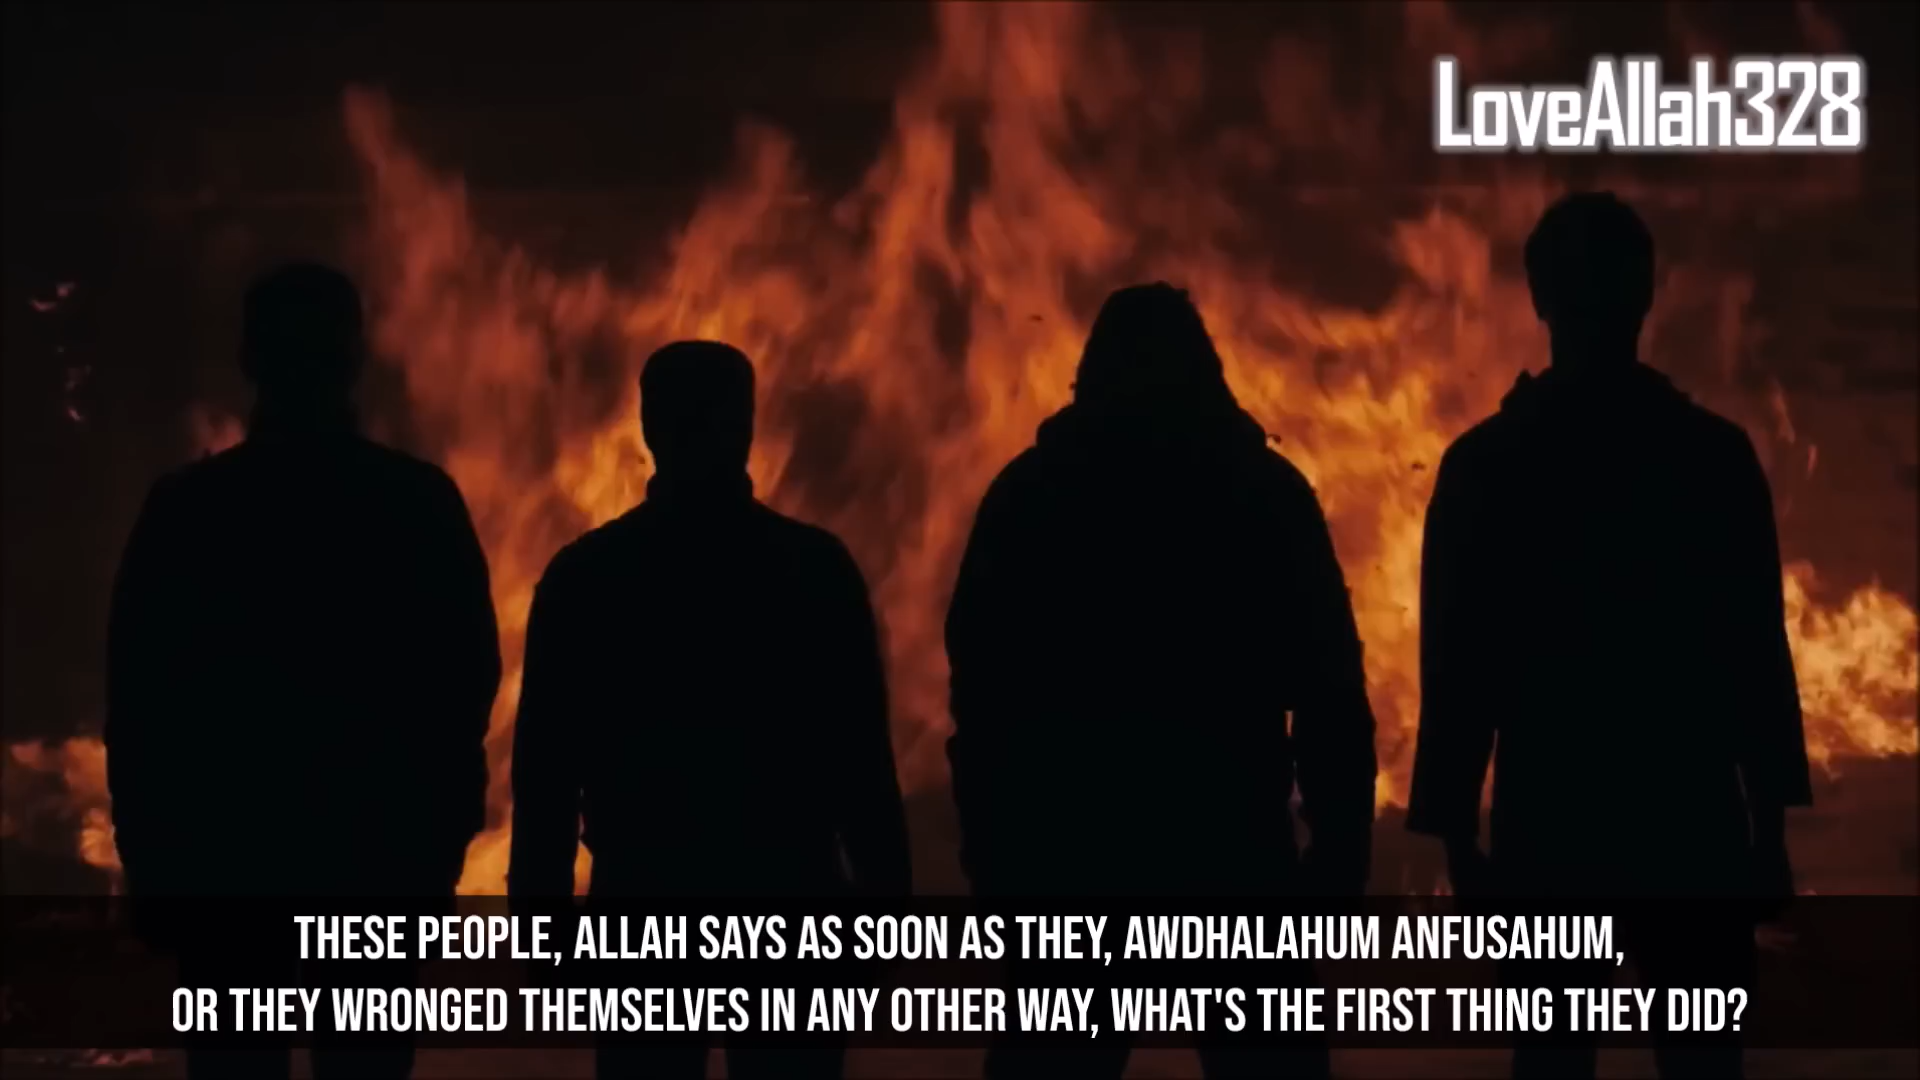 LoveAllah328
THESE PEOPLE, ALLAH SAYS AS SOON AS THEY, AWDHALAHUM ANFUSAHUM,
OR THEY WRONGED THEMSELVES IN ANY OTHER WAY, WHAT'S THE FIRST THING THEY DID?